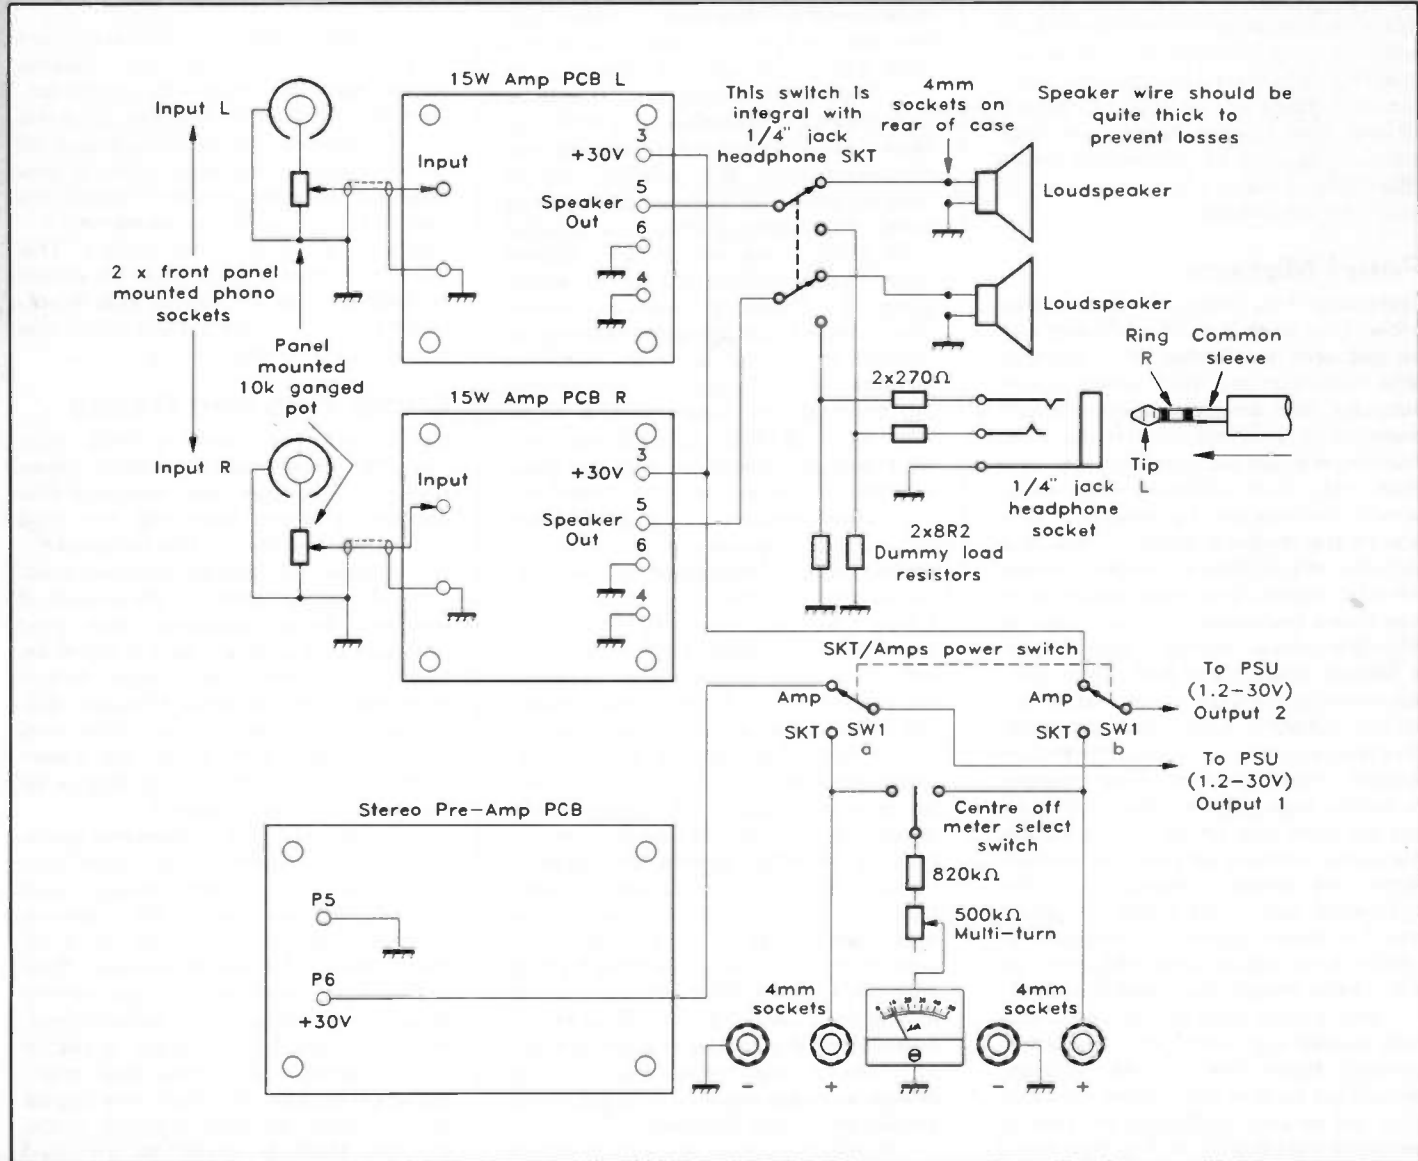 15W Amp PCB L
Input L
Input
3
+30V
5
Speaker
Out
6
4
This switch is
integral with
1/4" jack
headphone SKT
4mm
sockets on
rear of case
Speaker wire should be
quite thick to
prevent losses
Loudspeaker
Loudspeaker
2 x front panel
mounted phono
sockets
Panel
mounted
10k ganged
pot
Input R
15W Amp PCB R
Input
3
+30V
5
Speaker
Out
6
4
2x270Ω
Ring
R
Common
sleeve
Tip
L
1/4" jack
headphone
socket
2x8R2
Dummy load
resistors
SKT/Amps power switch
Amp
SKT
SW1
a
Amp
SKT
SW1
b
To PSU
(1.2-30V)
Output 2
To PSU
(1.2-30V)
Output 1
Centre off
meter select
switch
820kΩ
500kΩ
Multi-turn
Stereo Pre-Amp PCB
P5
P6
+30V
4mm
sockets
4mm
sockets
µA
- +
- +